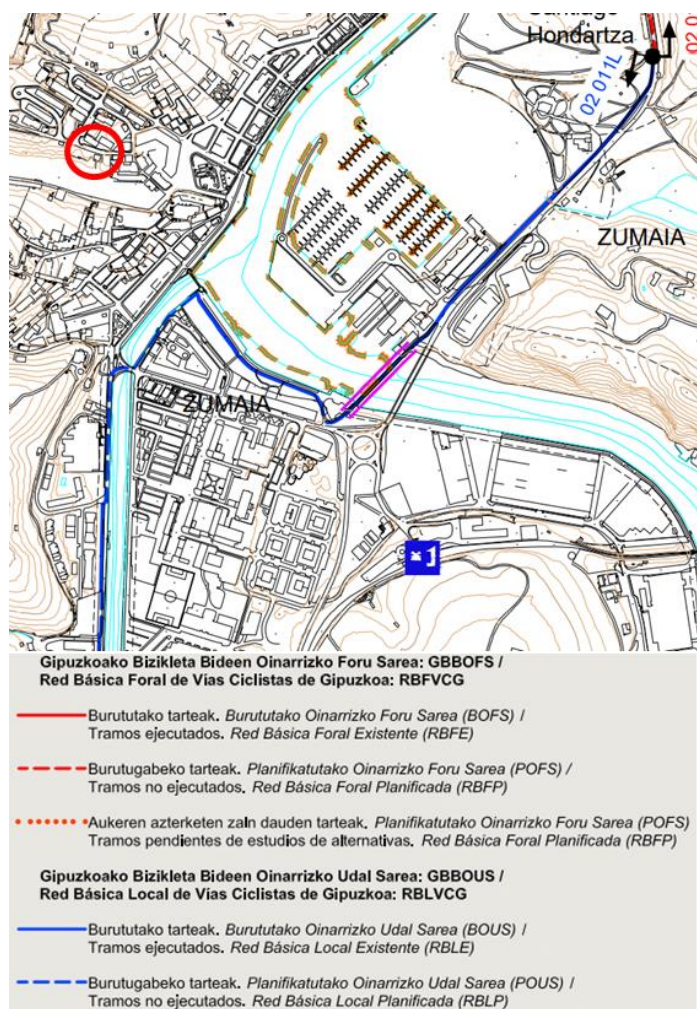 Hondartza
02 011L
02 0
ZUMAIA
ZUMAIA
Gipuzkoako Bizikleta Bideen Oinarrizko Foru Sarea: GBBOFS /
Red Básica Foral de Vías Ciclistas de Gipuzkoa: RBFVCG
Burututako tarteak. Burututako Oinarrizko Foru Sarea (BOFS) /
Tramos ejecutados. Red Básica Foral Existente (RBFE)
Burutugabeko tarteak. Planifikatutako Oinarrizko Foru Sarea (POFS) /
Tramos no ejecutados. Red Básica Foral Planificada (RBFP)
Aukeren azterketen zaln dauden tarteak. Planifikatutako Oinarrizko Foru Sarea (POFS)
Tramos pendientes de estudios de alternativas. Red Básica Foral Planificada (RBFP)
Gipuzkoako Bizikleta Bideen Oinarrizko Udal Sarea: GBBOUS /
Red Básica Local de Vías Ciclistas de Gipuzkoa: RBLVCG
Burututako tarteak. Burututako Oinarrizko Udal Sarea (BOUS) /
Tramos ejecutados. Red Básica Local Existente (RBLE)
Burutugabeko tarteak. Planifikatutako Oinarrizko Udal Sarea (POUS) /
Tramos no ejecutados. Red Básica Local Planificada (RBLP)